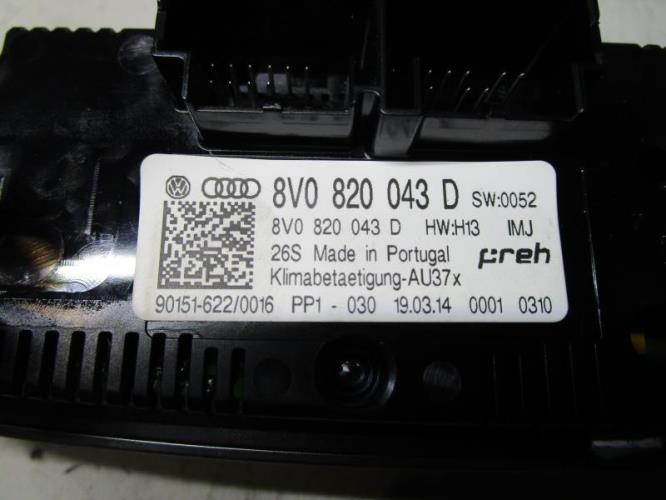 8V0 820 043 D SW:0052
8V0 820 043 D HW:H13 IMJ
26S Made in Portugal preh
Klimabetaetigung-AU37x
90151-622/0016 PP1 - 030 19.03.14 0001 0310